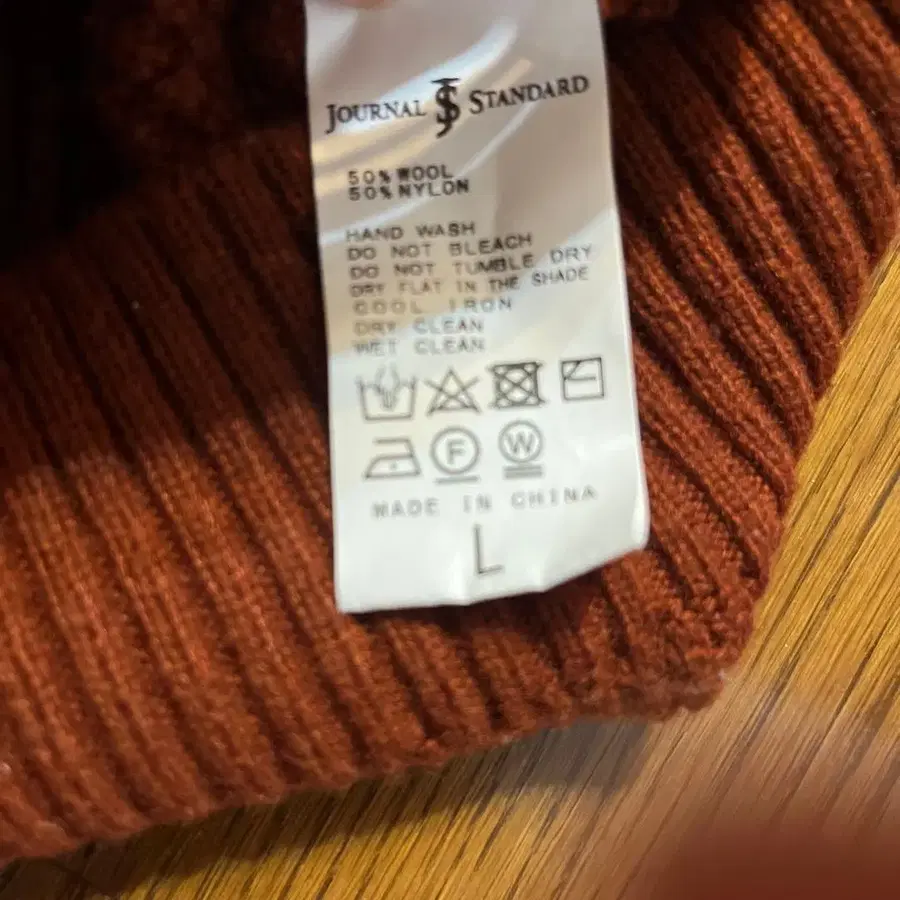 JOURNAL JS STANDARD
50% WOOL
50% NYLON
HAND WASH
DO NOT BLEACH
DO NOT TUMBLE DRY
DRY FLAT IN THE SHADE
COOL IRON
DRY CLEAN
WET CLEAN
F W
MADE IN CHINA
L